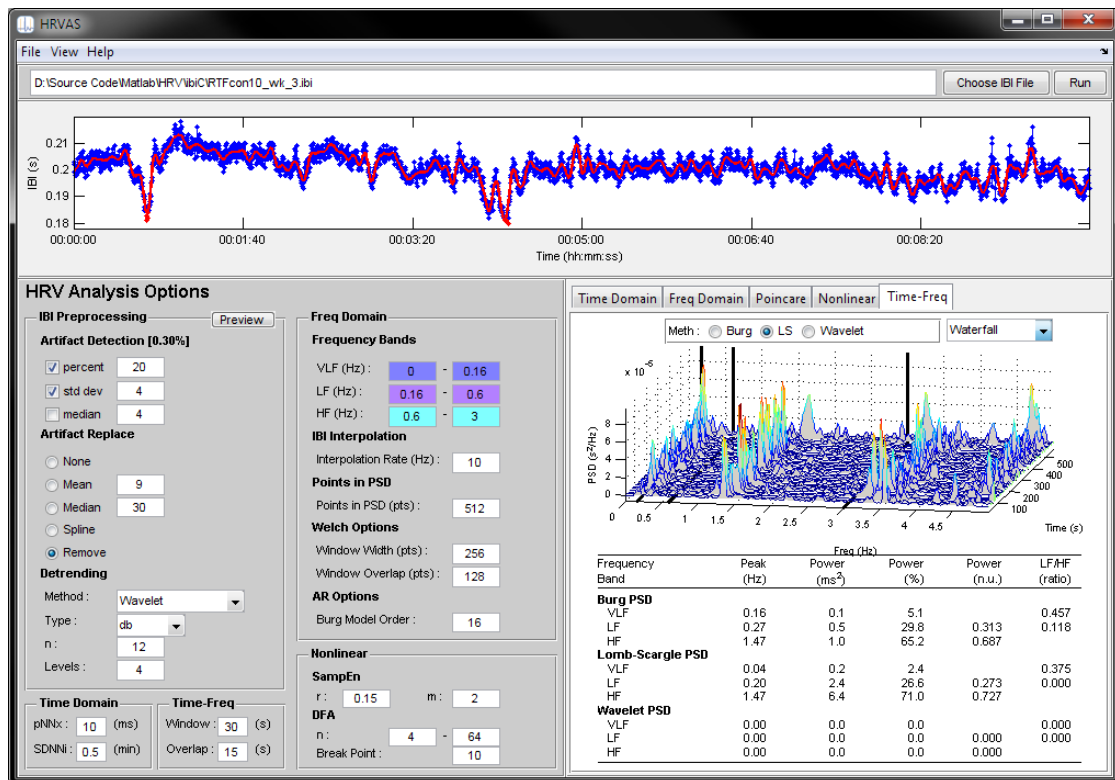 HRVAS
File View Help
D:\Source Code\Matlab\HRV\ibiC\RTFcon10_wk_3.ibi
Choose IBI File
Run
IBI (s)
0.21
0.2
0.19
0.18
00:00:00 00:01:40 00:03:20 00:05:00 00:06:40 00:08:20
Time (hh:mm:ss)
HRV Analysis Options
IBI Preprocessing
Preview
Artifact Detection [0.30%]
percent 20
std dev 4
median 4
Artifact Replace
None
Mean 9
Median 30
Spline
Remove
Detrending
Method : Wavelet
Type : db
n : 12
Levels : 4
Time Domain
pNNx : 10 (ms)
SDNNi : 0.5 (min)
Time-Freq
Window : 30 (s)
Overlap : 15 (s)
Freq Domain
Frequency Bands
VLF (Hz) : 0 - 0.16
LF (Hz) : 0.16 - 0.6
HF (Hz) : 0.6 - 3
IBI Interpolation
Interpolation Rate (Hz) : 10
Points in PSD
Points in PSD (pts) : 512
Welch Options
Window Width (pts) : 256
Window Overlap (pts) : 128
AR Options
Burg Model Order : 16
Nonlinear
SampEn
r : 0.15 m : 2
DFA
n : 4 - 64
Break Point : 10
Time Domain Freq Domain Poincare Nonlinear Time-Freq
Meth : Burg LS Wavelet
Waterfall
x 10⁻⁵
PSD (s²/Hz)
8
6
4
2
0
0 0.5 1 1.5 2 2.5 3 3.5 4 4.5
Freq (Hz)
100 200 300 400 500
Time (s)
Frequency Peak Power Power Power LF/HF
Band (Hz) (ms²) (%) (n.u.) (ratio)
Burg PSD
VLF 0.16 0.1 5.1 0.457
LF 0.27 0.5 29.8 0.313 0.118
HF 1.47 1.0 65.2 0.687
Lomb-Scargle PSD
VLF 0.04 0.2 2.4 0.375
LF 0.20 2.4 26.6 0.273 0.000
HF 1.47 6.4 71.0 0.727
Wavelet PSD
VLF 0.00 0.0 0.0 0.000
LF 0.00 0.0 0.0 0.000 0.000
HF 0.00 0.0 0.0 0.000